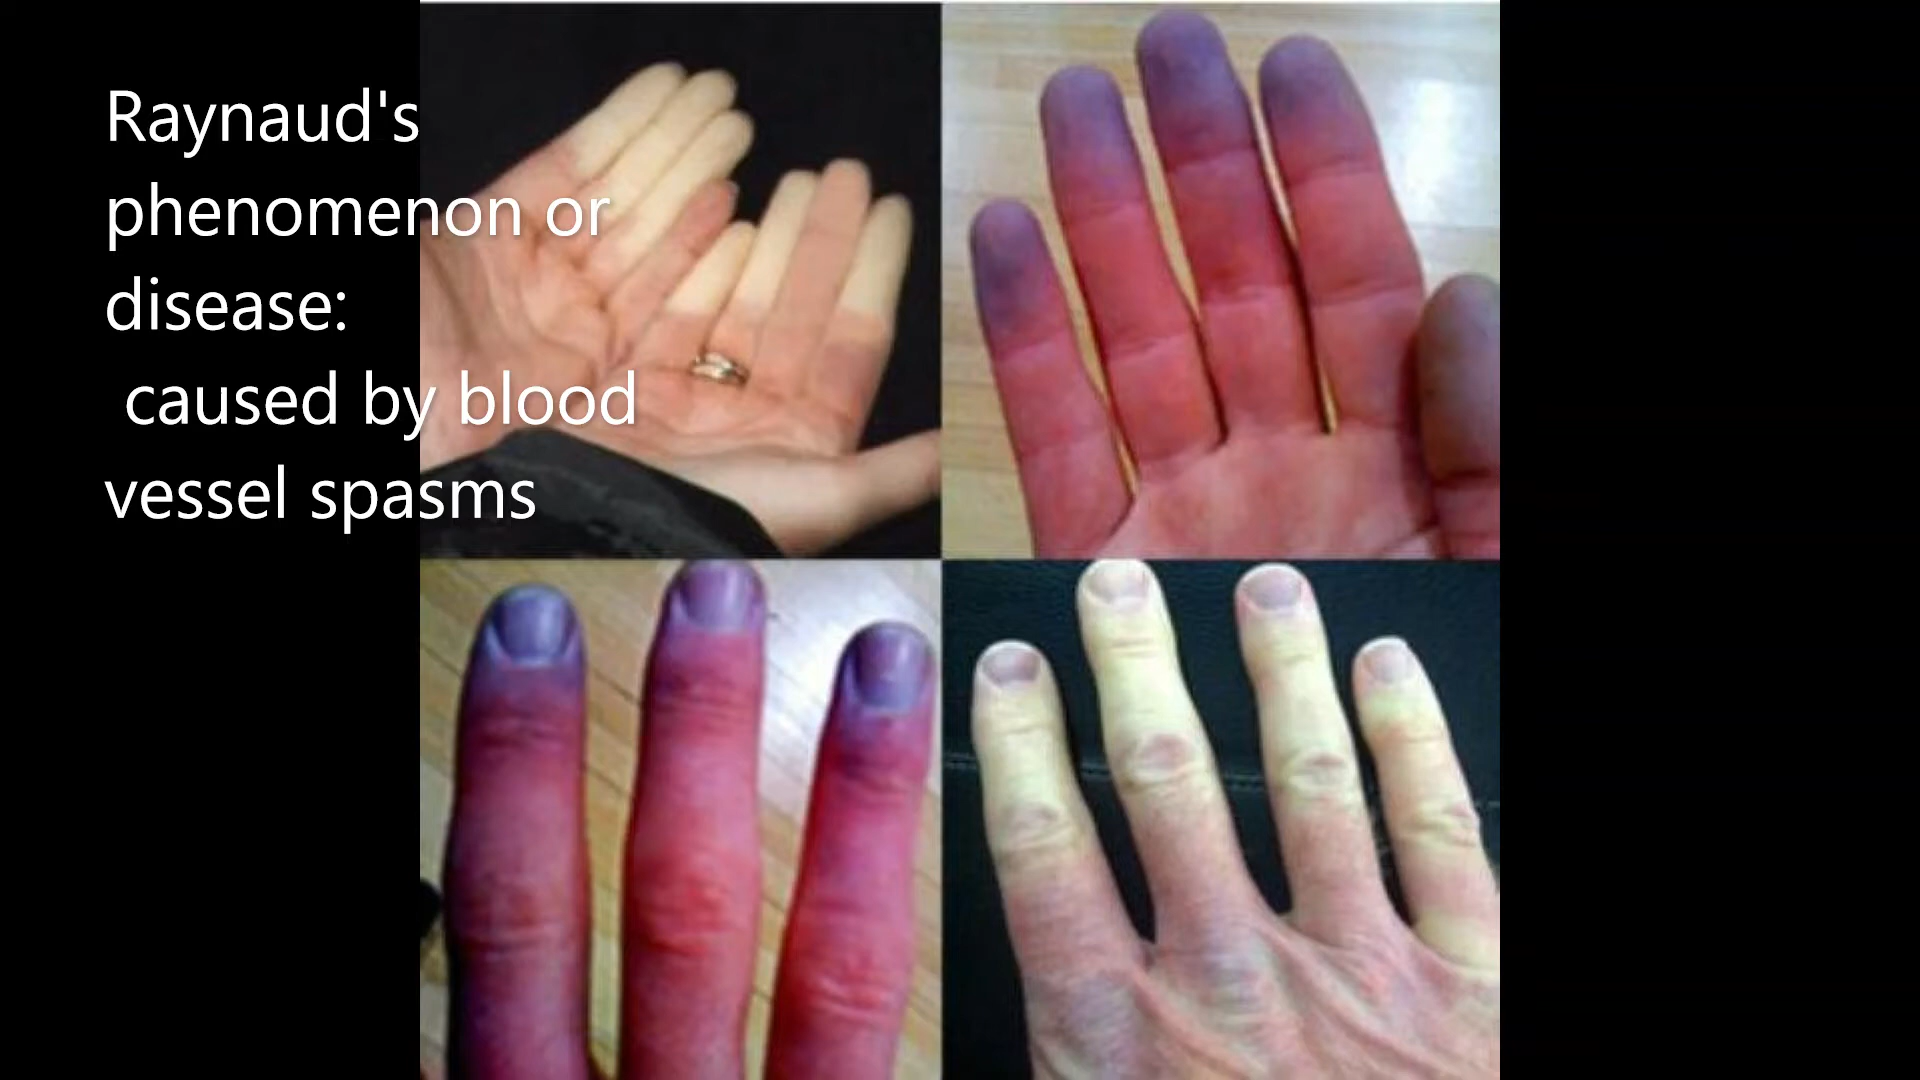 Raynaud's
phenomenon or
disease:
caused by blood
vessel spasms